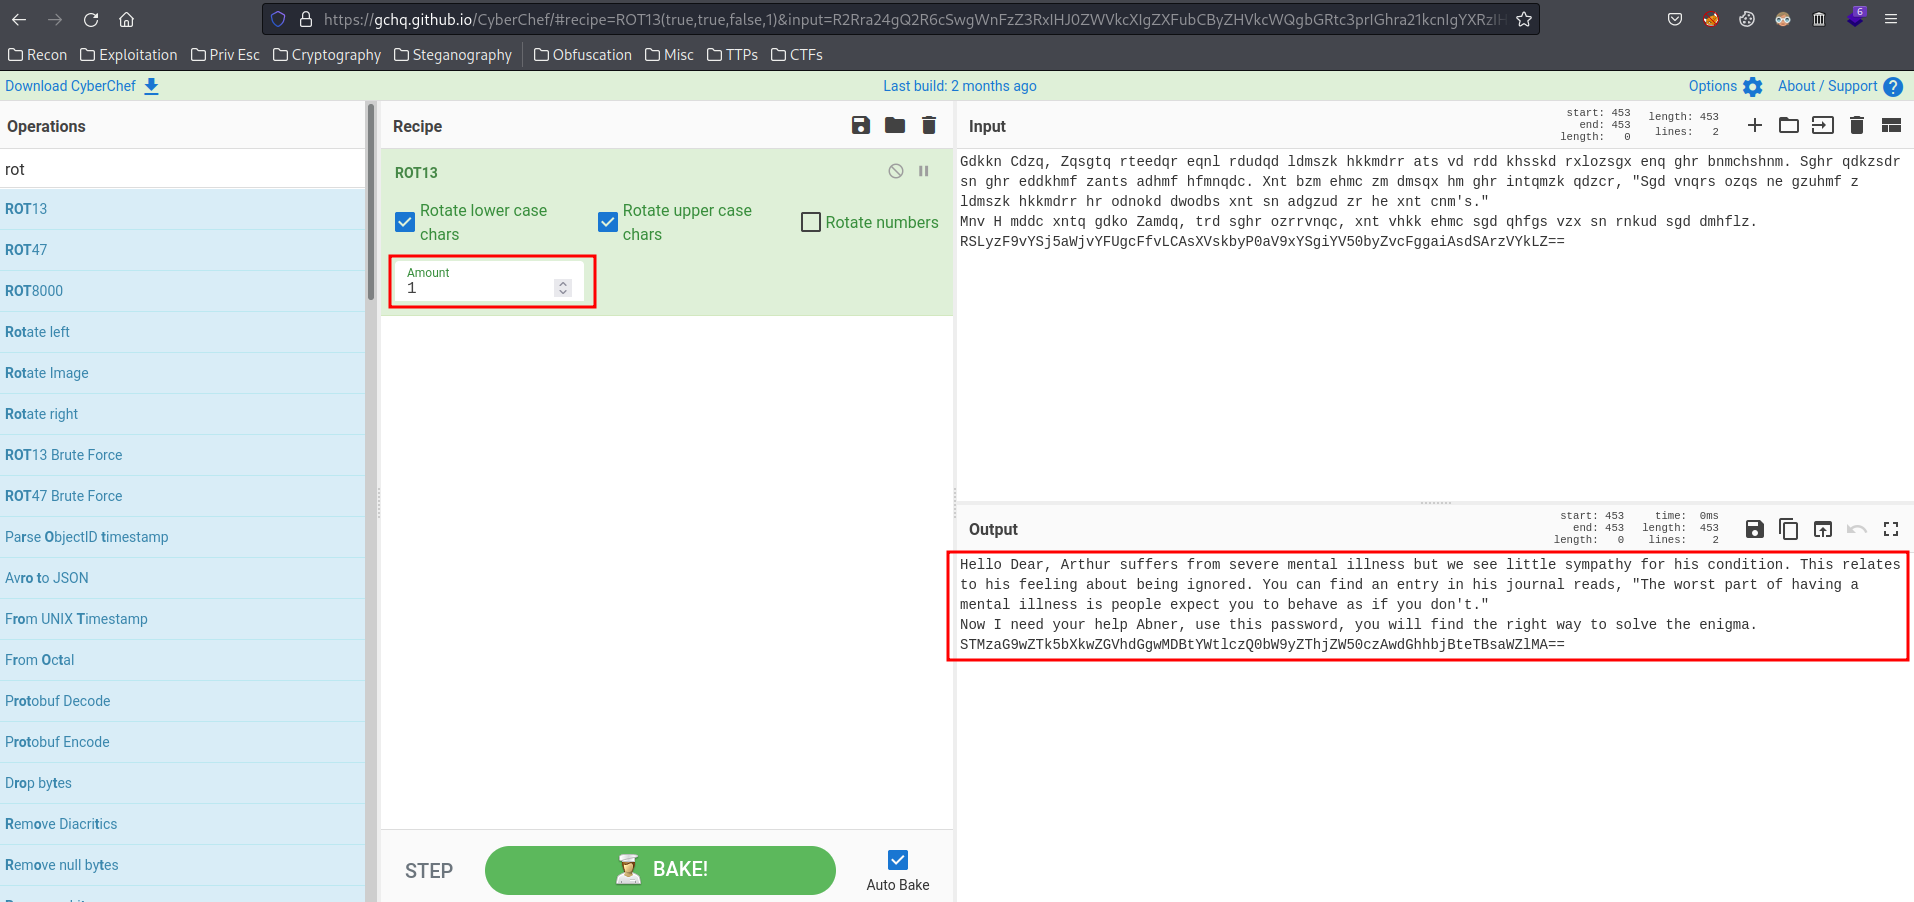 https://gchq.github.io/CyberChef/#recipe=ROT13(true,true,false,1)&input=R2Rra24gQ2R6cSwgWnFzZ3RxIHJ0ZWVkcXIgZXFubCByZHVkcWQgbGRtc3prIGhra21kcnIgYXRzIH
Recon Exploitation Priv Esc Cryptography Steganography Obfuscation Misc TTPs CTFs
Download CyberChef Last build: 2 months ago Options About / Support
Operations
rot
ROT13
ROT47
ROT8000
Rotate left
Rotate Image
Rotate right
ROT13 Brute Force
ROT47 Brute Force
Parse ObjectID timestamp
Avro to JSON
From UNIX Timestamp
From Octal
Protobuf Decode
Protobuf Encode
Drop bytes
Remove Diacritics
Remove null bytes
Recipe
ROT13
Rotate lower case chars
Rotate upper case chars
Rotate numbers
Amount
1
STEP
BAKE!
Auto Bake
Input
start: 453
end: 453
length: 0
length: 453
lines: 2
Gdkkn Cdzq, Zqsgtq rteedqr eqnl rdudqd ldmszk hkkmdrr ats vd rdd khsskd rxlozsgx enq ghr bnmchshnm. Sghr qdkzsdr
sn ghr eddkhmf zants adhmf hfmnqdc. Xnt bzm ehmc zm dmsqx hm ghr intqmzk qdzcr, "Sgd vnqrs ozqs ne gzuhmf z
ldmszk hkkmdrr hr odnokd dwodbs xnt sn adgzud zr he xnt cnm's."
Mnv H mddc xntq gdko Zamdq, trd sghr ozrrvnqc, xnt vhkk ehmc sgd qhfgs vzx sn rnkud sgd dmhflz.
RSLyzF9vYSj5aWjvYFUgcFfvLCAsXVskbyP0aV9xYSgiYV50byZvcFggaiAsdSArzVYkLZ==
Output
start: 453
end: 453
length: 0
time: 0ms
length: 453
lines: 2
Hello Dear, Arthur suffers from severe mental illness but we see little sympathy for his condition. This relates
to his feeling about being ignored. You can find an entry in his journal reads, "The worst part of having a
mental illness is people expect you to behave as if you don't."
Now I need your help Abner, use this password, you will find the right way to solve the enigma.
STMzaG9wZTk5bXkwZGVhdGgwMDBtYWtlczQ0bW9yZThjZW50czAwdGhhbjBteTBsaWZlMA==
6